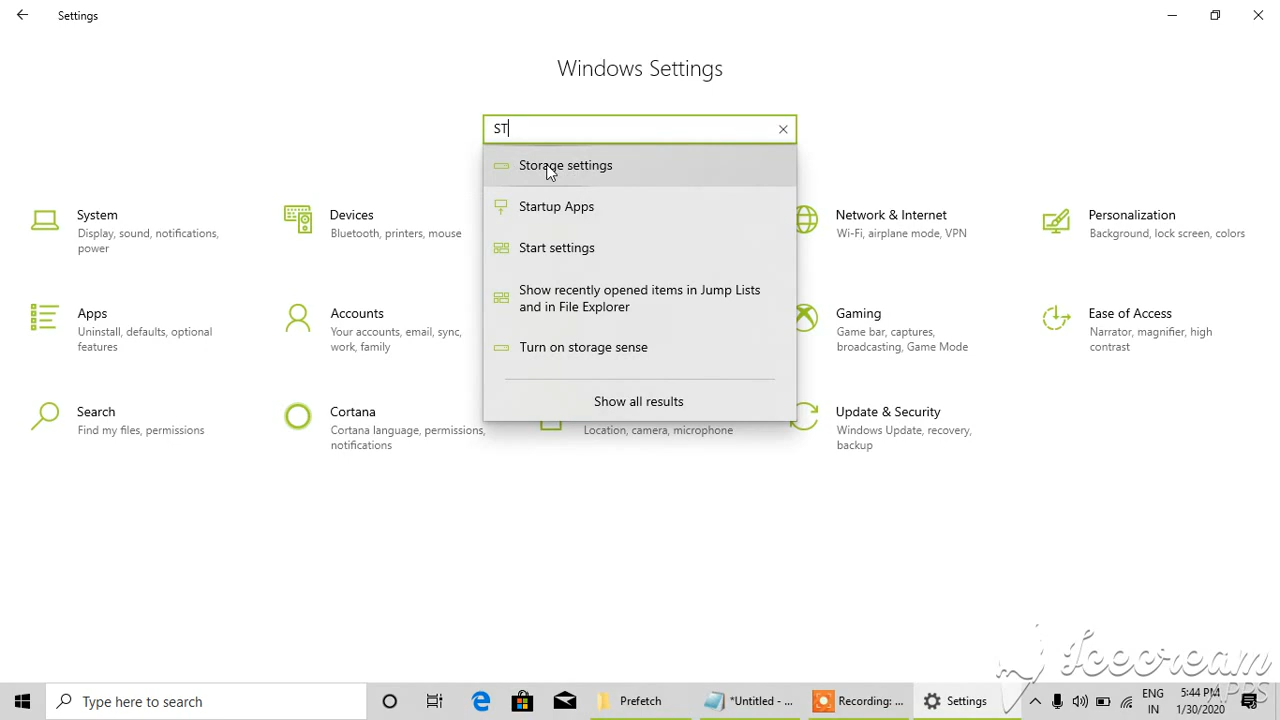 Settings
Windows Settings
ST
Storage settings
Startup Apps
Start settings
Show recently opened items in Jump Lists
and in File Explorer
Turn on storage sense
Show all results
System
Display, sound, notifications,
power
Devices
Bluetooth, printers, mouse
Network & Internet
Wi-Fi, airplane mode, VPN
Personalization
Background, lock screen, colors
Apps
Uninstall, defaults, optional
features
Accounts
Your accounts, email, sync,
work, family
Gaming
Game bar, captures,
broadcasting, Game Mode
Ease of Access
Narrator, magnifier, high
contrast
Search
Find my files, permissions
Cortana
Cortana language, permissions,
notifications
Location, camera, microphone
Update & Security
Windows Update, recovery,
backup
Icecream
APPS
Type here to search
Prefetch
*Untitled - ...
Recording: ...
Settings
ENG
IN
5:44 PM
1/30/2020